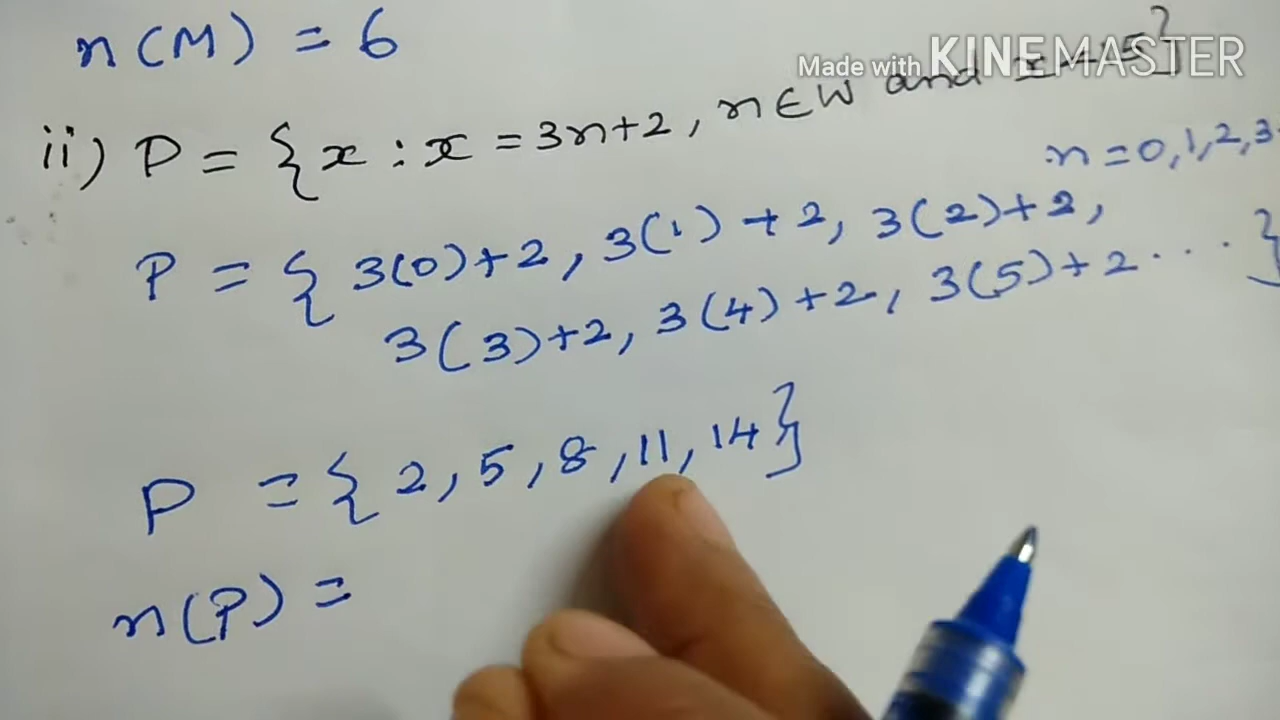 n(M) = 6
Made with KINEMASTER
ii) P = { x : x = 3n+2, n∈W and 5}
n = 0,1,2,3
P = { 3(0)+2, 3(1)+2, 3(2)+2,
3(3)+2, 3(4)+2, 3(5)+2 . . . . }
P = { 2, 5, 8, 11, 14}
n(P) =